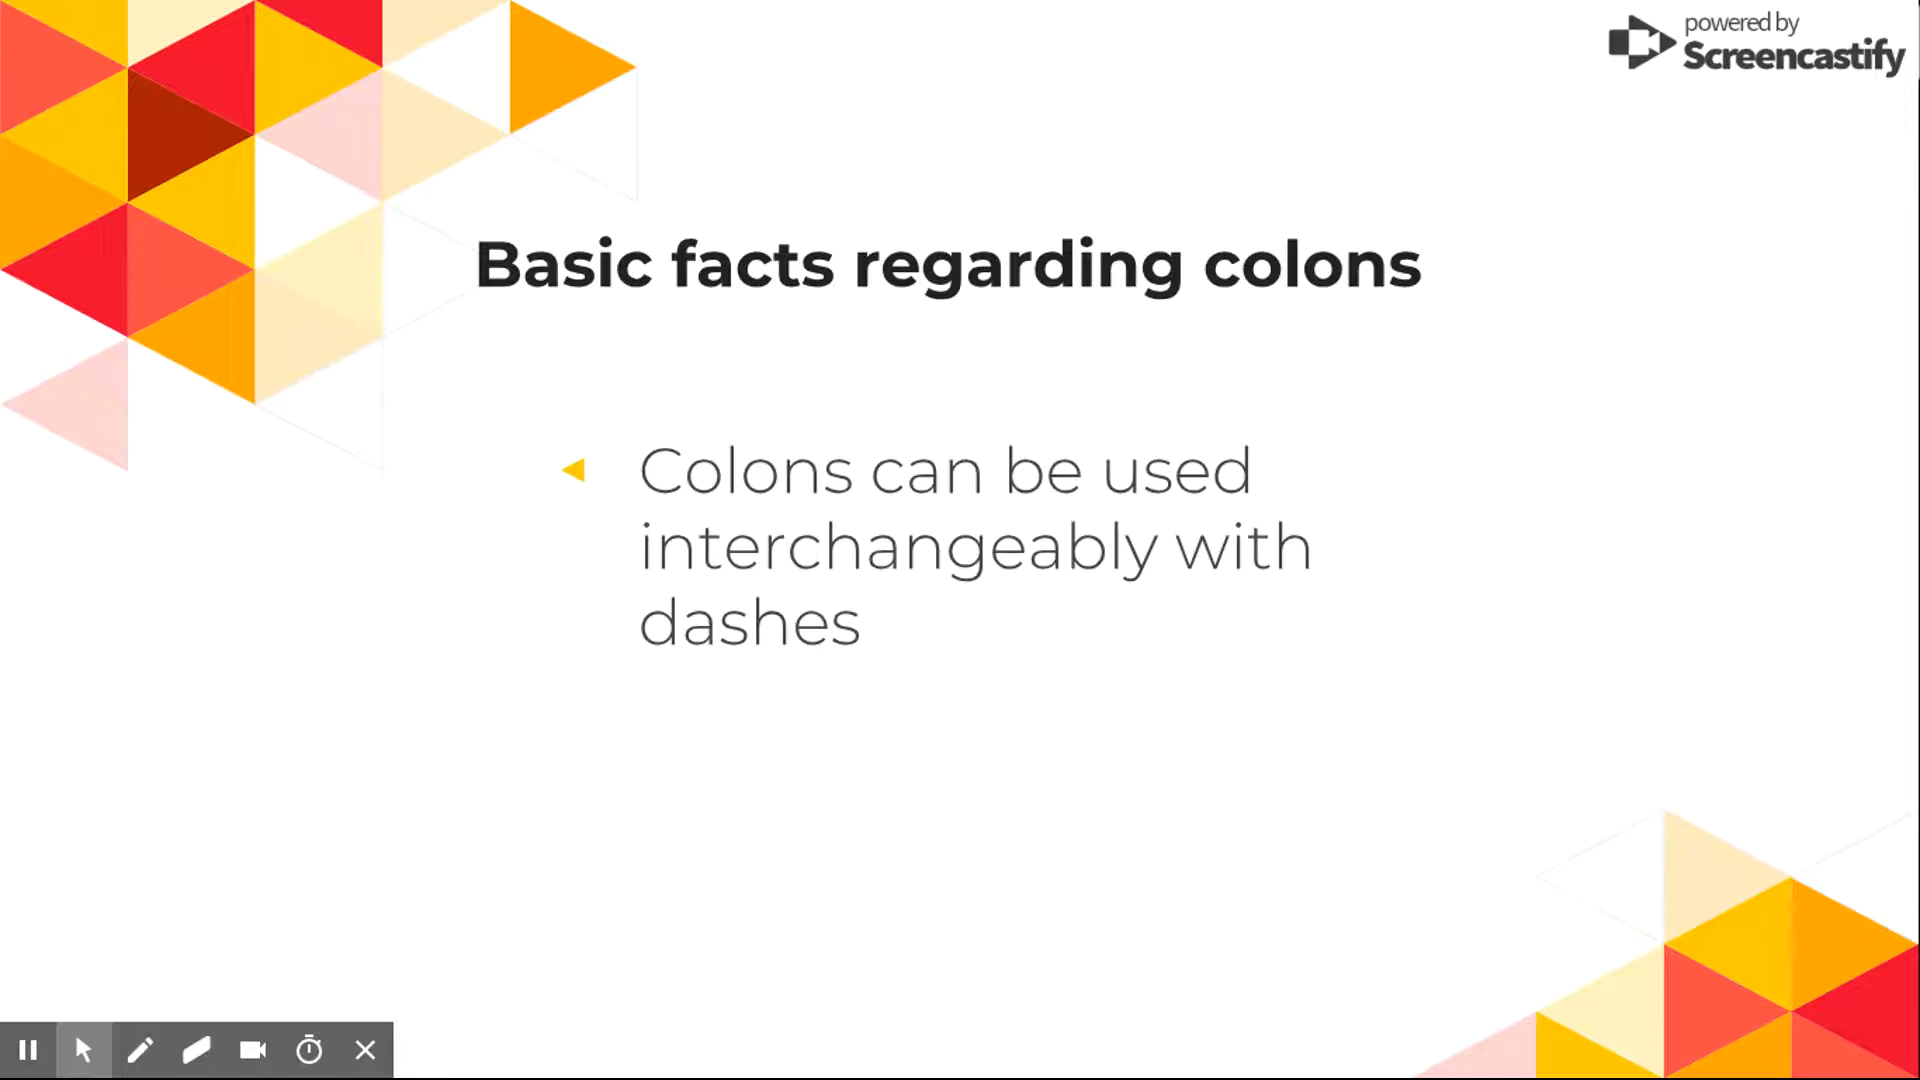 powered by
Screencastify
Basic facts regarding colons
Colons can be used
interchangeably with
dashes